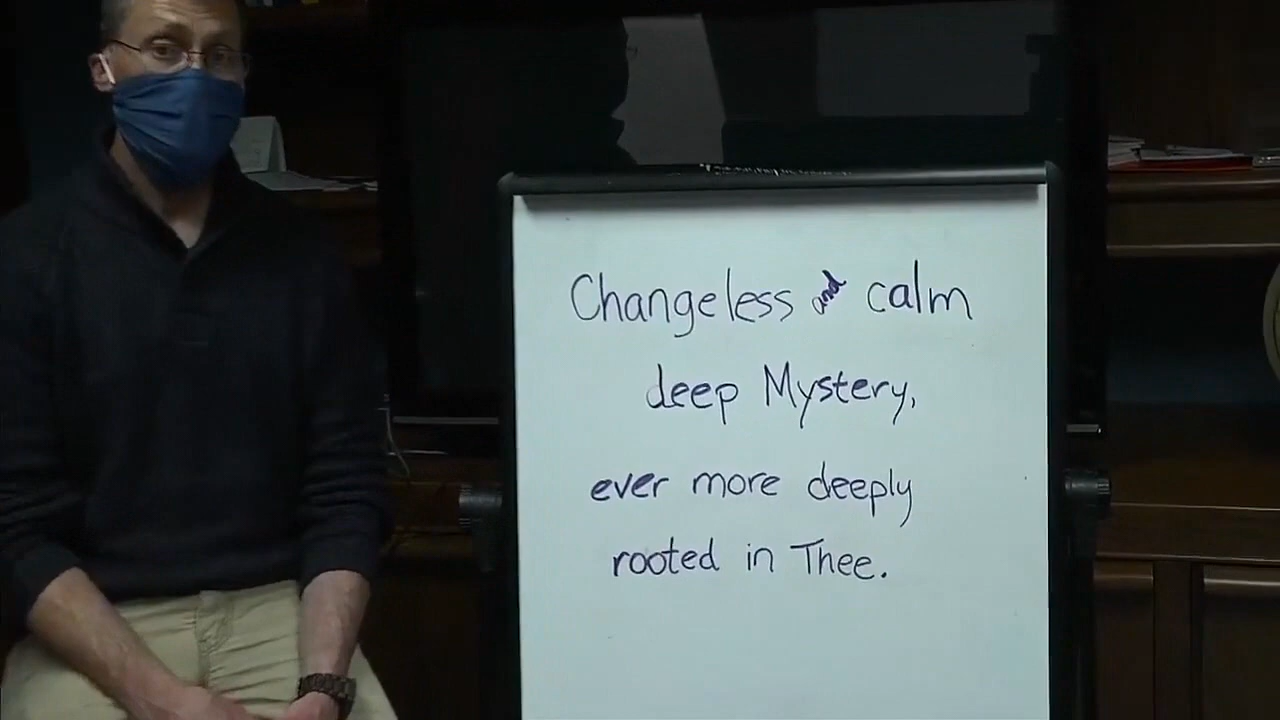 Changeless and calm
deep Mystery,
ever more deeply
rooted in Thee.